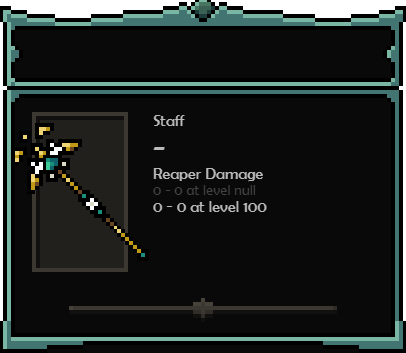 Staff
–
Reaper Damage
0 - 0 at level null
0 - 0 at level 100